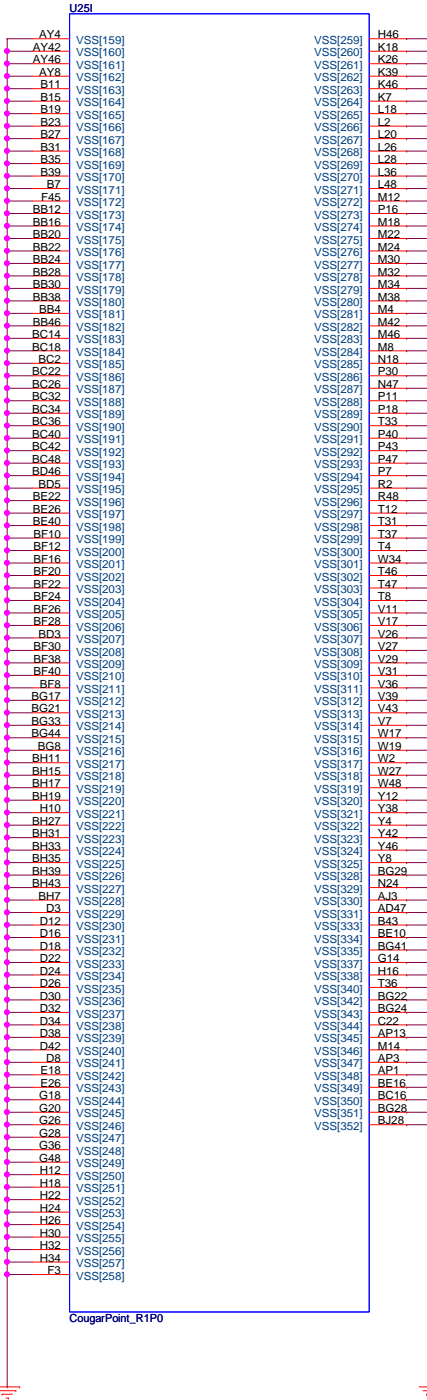 U25I
AY4 VSS[159]
AY42 VSS[160]
AY46 VSS[161]
AY8 VSS[162]
B11 VSS[163]
B15 VSS[164]
B19 VSS[165]
B23 VSS[166]
B27 VSS[167]
B31 VSS[168]
B35 VSS[169]
B39 VSS[170]
B7 VSS[171]
F45 VSS[172]
BB12 VSS[173]
BB16 VSS[174]
BB20 VSS[175]
BB22 VSS[176]
BB24 VSS[177]
BB28 VSS[178]
BB30 VSS[179]
BB38 VSS[180]
BB4 VSS[181]
BB46 VSS[182]
BC14 VSS[183]
BC18 VSS[184]
BC2 VSS[185]
BC22 VSS[186]
BC26 VSS[187]
BC32 VSS[188]
BC34 VSS[189]
BC36 VSS[190]
BC40 VSS[191]
BC42 VSS[192]
BC48 VSS[193]
BD46 VSS[194]
BD5 VSS[195]
BE22 VSS[196]
BE26 VSS[197]
BE40 VSS[198]
BF10 VSS[199]
BF12 VSS[200]
BF16 VSS[201]
BF20 VSS[202]
BF22 VSS[203]
BF24 VSS[204]
BF26 VSS[205]
BF28 VSS[206]
BD3 VSS[207]
BF30 VSS[208]
BF38 VSS[209]
BF40 VSS[210]
BF8 VSS[211]
BG17 VSS[212]
BG21 VSS[213]
BG33 VSS[214]
BG44 VSS[215]
BG8 VSS[216]
BH11 VSS[217]
BH15 VSS[218]
BH17 VSS[219]
BH19 VSS[220]
H10 VSS[221]
BH27 VSS[222]
BH31 VSS[223]
BH33 VSS[224]
BH35 VSS[225]
BH39 VSS[226]
BH43 VSS[227]
BH7 VSS[228]
D3 VSS[229]
D12 VSS[230]
D16 VSS[231]
D18 VSS[232]
D22 VSS[233]
D24 VSS[234]
D26 VSS[235]
D30 VSS[236]
D32 VSS[237]
D34 VSS[238]
D38 VSS[239]
D42 VSS[240]
D8 VSS[241]
E18 VSS[242]
E26 VSS[243]
G18 VSS[244]
G20 VSS[245]
G26 VSS[246]
G28 VSS[247]
G36 VSS[248]
G48 VSS[249]
H12 VSS[250]
H18 VSS[251]
H22 VSS[252]
H24 VSS[253]
H26 VSS[254]
H30 VSS[255]
H32 VSS[256]
H34 VSS[257]
F3 VSS[258]
VSS[259] H46
VSS[260] K18
VSS[261] K26
VSS[262] K39
VSS[263] K46
VSS[264] K7
VSS[265] L18
VSS[266] L2
VSS[267] L20
VSS[268] L26
VSS[269] L28
VSS[270] L36
VSS[271] L48
VSS[272] M12
VSS[273] P16
VSS[274] M18
VSS[275] M22
VSS[276] M24
VSS[277] M30
VSS[278] M32
VSS[279] M34
VSS[280] M38
VSS[281] M4
VSS[282] M42
VSS[283] M46
VSS[284] M8
VSS[285] N18
VSS[286] P30
VSS[287] N47
VSS[288] P11
VSS[289] P18
VSS[290] T33
VSS[291] P40
VSS[292] P43
VSS[293] P47
VSS[294] P7
VSS[295] R2
VSS[296] R48
VSS[297] T12
VSS[298] T31
VSS[299] T37
VSS[300] T4
VSS[301] W34
VSS[302] T46
VSS[303] T47
VSS[304] T8
VSS[305] V11
VSS[306] V17
VSS[307] V26
VSS[308] V27
VSS[309] V29
VSS[310] V31
VSS[311] V36
VSS[312] V39
VSS[313] V43
VSS[314] V7
VSS[315] W17
VSS[316] W19
VSS[317] W2
VSS[318] W27
VSS[319] W48
VSS[320] Y12
VSS[321] Y38
VSS[322] Y4
VSS[323] Y42
VSS[324] Y46
VSS[325] Y8
VSS[328] BG29
VSS[329] N24
VSS[330] AJ3
VSS[331] AD47
VSS[333] B43
VSS[334] BE10
VSS[335] BG41
VSS[337] G14
VSS[338] H16
VSS[340] T36
VSS[342] BG22
VSS[343] BG24
VSS[344] C22
VSS[345] AP13
VSS[346] M14
VSS[347] AP3
VSS[348] AP1
VSS[349] BE16
VSS[350] BC16
VSS[351] BG28
VSS[352] BJ28
CougarPoint_R1P0